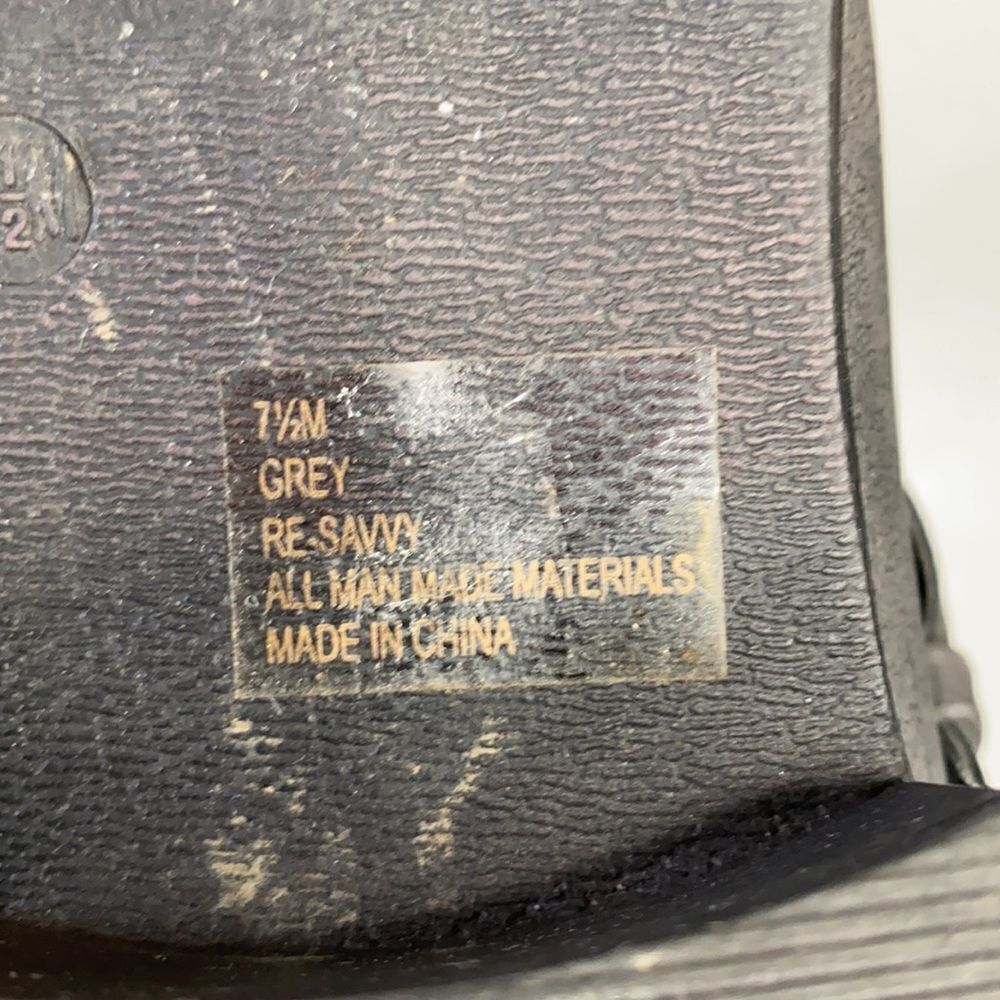 7½M
GREY
RE-SAVVY
ALL MAN MADE MATERIALS
MADE IN CHINA